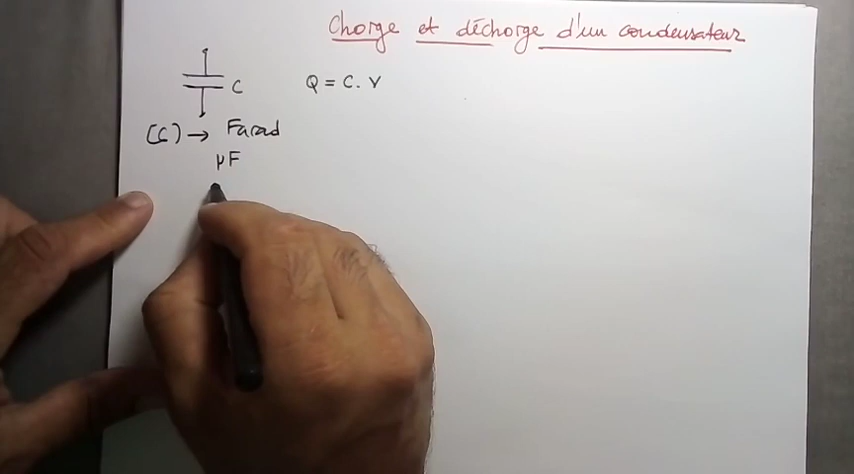 Charge et décharge d'un condensateur
C
Q = C. V
[C] → Farad
µF